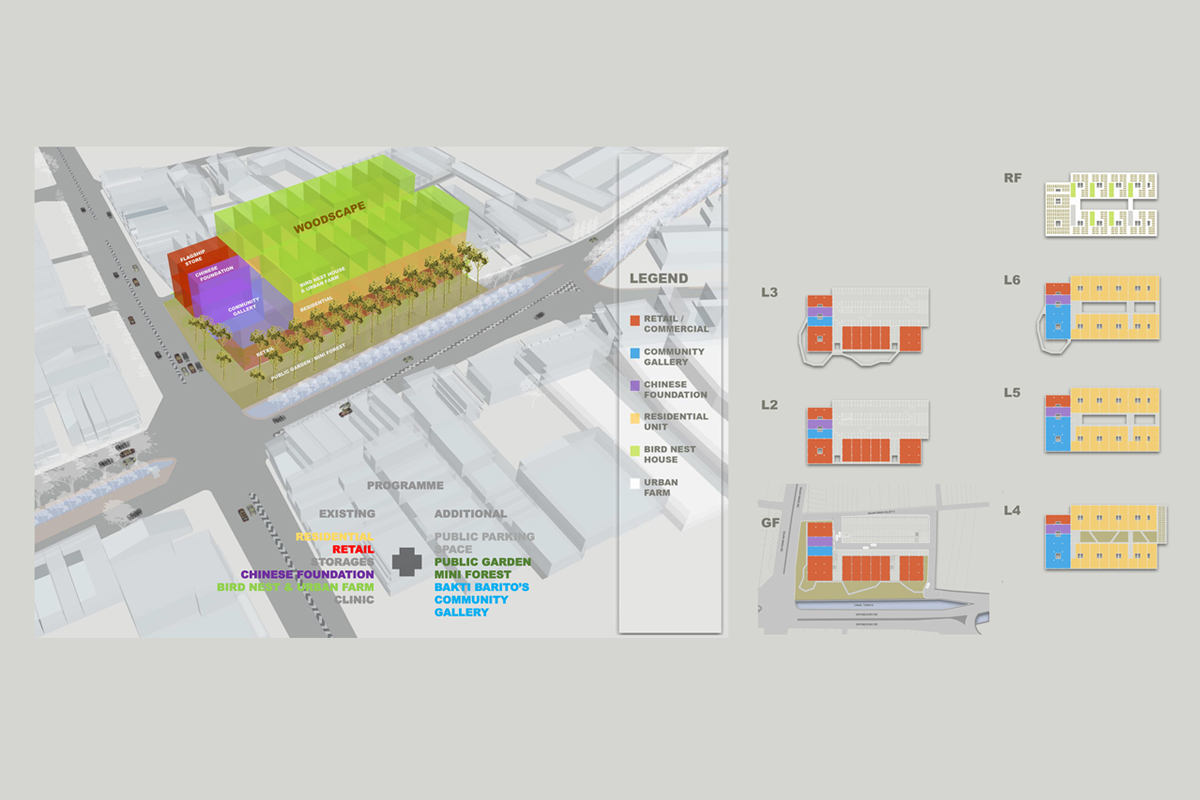 WOODSCAPE
FLAGSHIP
STORE
CHINESE
FOUNDATION
COMMUNITY
GALLERY
BIRD NEST HOUSE
& URBAN FARM
RESIDENTIAL
RETAIL
PUBLIC GARDEN / MINI FOREST
PROGRAMME
EXISTING
RESIDENTIAL
RETAIL
STORAGES
CHINESE FOUNDATION
BIRD NEST & URBAN FARM
CLINIC
ADDITIONAL
PUBLIC PARKING
SPACE
PUBLIC GARDEN
MINI FOREST
BAKTI BARITO'S
COMMUNITY
GALLERY
LEGEND
RETAIL /
COMMERCIAL
COMMUNITY
GALLERY
CHINESE
FOUNDATION
RESIDENTIAL
UNIT
BIRD NEST
HOUSE
URBAN
FARM
L3
L2
GF
RF
L6
L5
L4